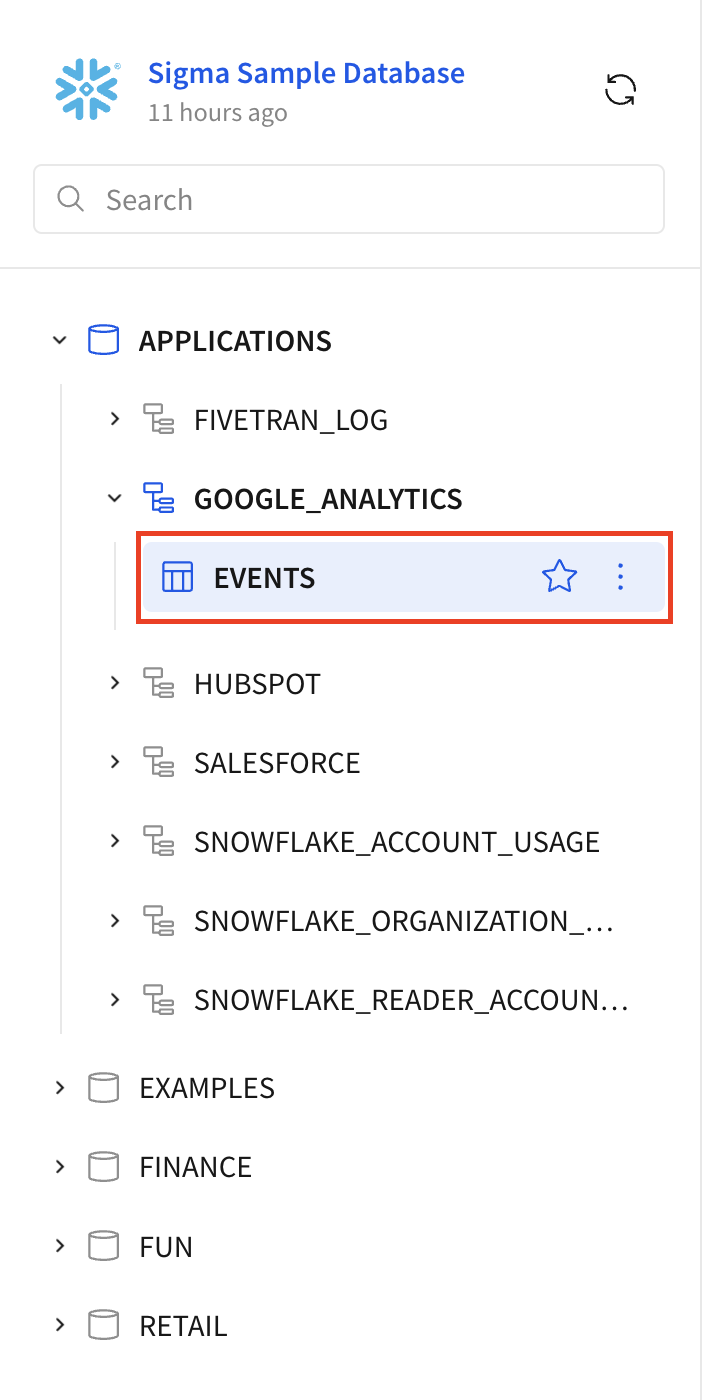 Sigma Sample Database
11 hours ago
Search
APPLICATIONS
FIVETRAN_LOG
GOOGLE_ANALYTICS
EVENTS
HUBSPOT
SALESFORCE
SNOWFLAKE_ACCOUNT_USAGE
SNOWFLAKE_ORGANIZATION_...
SNOWFLAKE_READER_ACCOUN...
EXAMPLES
FINANCE
FUN
RETAIL